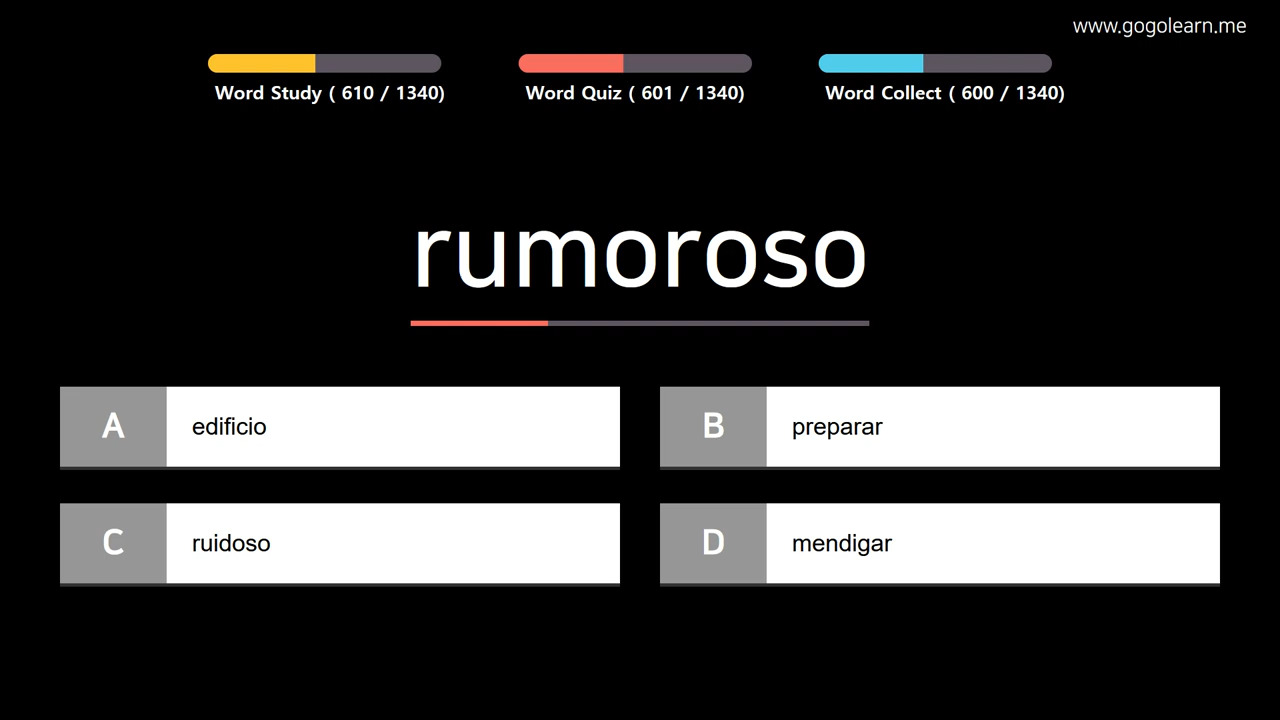 www.gogolearn.me
Word Study ( 610 / 1340)
Word Quiz ( 601 / 1340)
Word Collect ( 600 / 1340)
rumoroso
A edificio
B preparar
C ruidoso
D mendigar